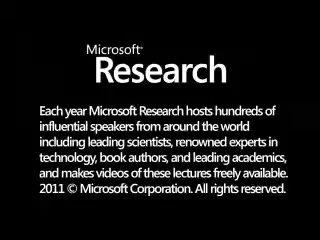 Microsoft®
Research
Each year Microsoft Research hosts hundreds of
influential speakers from around the world
including leading scientists, renowned experts in
technology, book authors, and leading academics,
and makes videos of these lectures freely available.
2011 © Microsoft Corporation. All rights reserved.